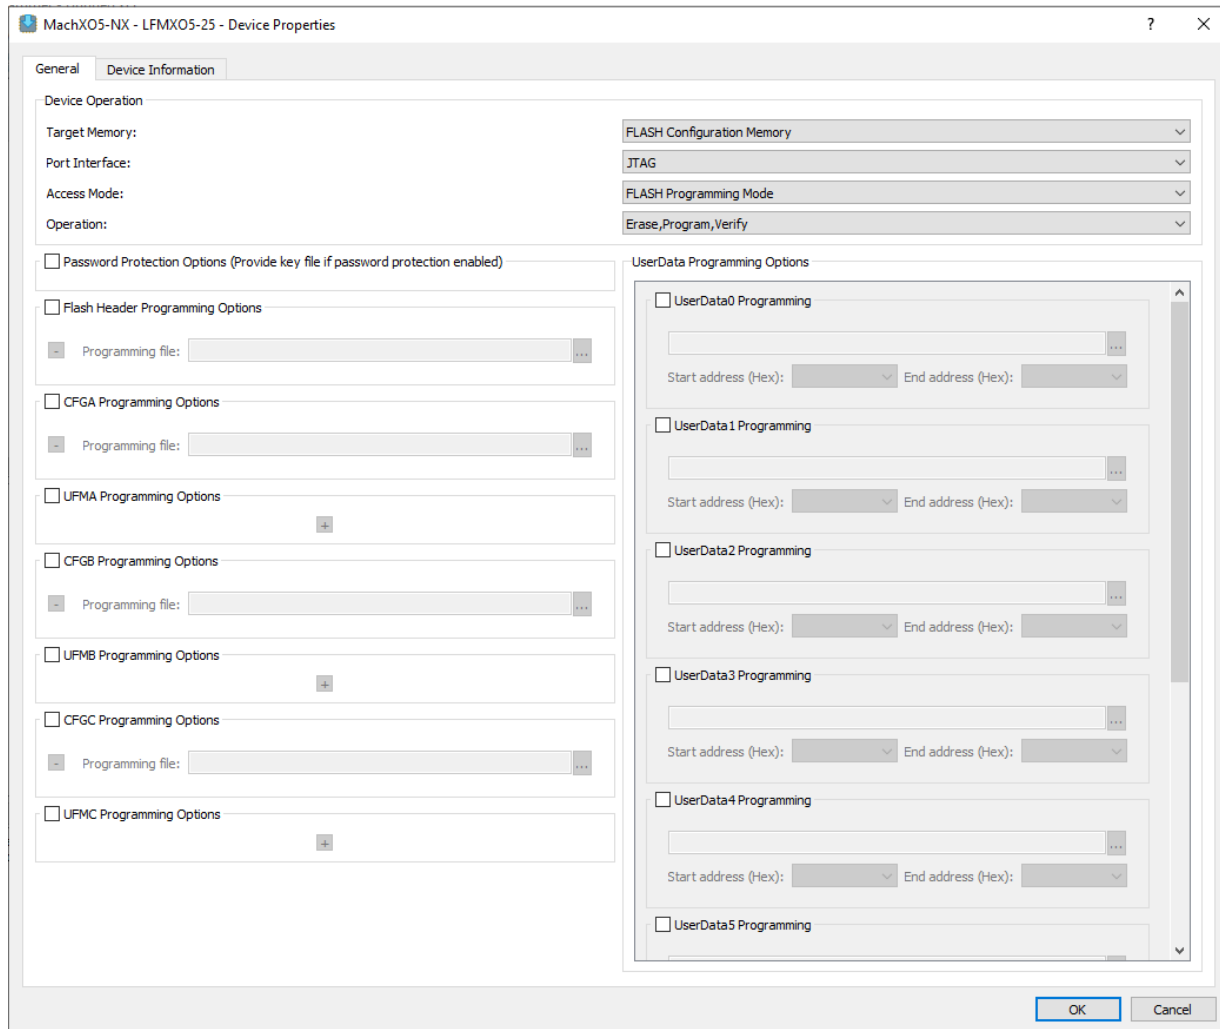 MachXO5-NX - LFMXO5-25 - Device Properties
General
Device Information
Device Operation
Target Memory:
FLASH Configuration Memory
Port Interface:
JTAG
Access Mode:
FLASH Programming Mode
Operation:
Erase,Program,Verify
Password Protection Options (Provide key file if password protection enabled)
Flash Header Programming Options
- Programming file: ...
CFGA Programming Options
- Programming file: ...
UFMA Programming Options
+
CFGB Programming Options
- Programming file: ...
UFMB Programming Options
+
CFGC Programming Options
- Programming file: ...
UFMC Programming Options
+
UserData Programming Options
UserData0 Programming
...
Start address (Hex): End address (Hex):
UserData1 Programming
...
Start address (Hex): End address (Hex):
UserData2 Programming
...
Start address (Hex): End address (Hex):
UserData3 Programming
...
Start address (Hex): End address (Hex):
UserData4 Programming
...
Start address (Hex): End address (Hex):
UserData5 Programming
OK
Cancel